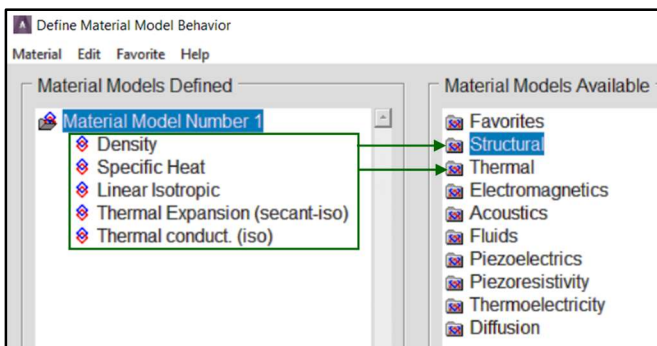 Define Material Model Behavior
Material Edit Favorite Help
Material Models Defined
Material Model Number 1
Density
Specific Heat
Linear Isotropic
Thermal Expansion (secant-iso)
Thermal conduct. (iso)
Material Models Available
Favorites
Structural
Thermal
Electromagnetics
Acoustics
Fluids
Piezoelectrics
Piezoresistivity
Thermoelectricity
Diffusion